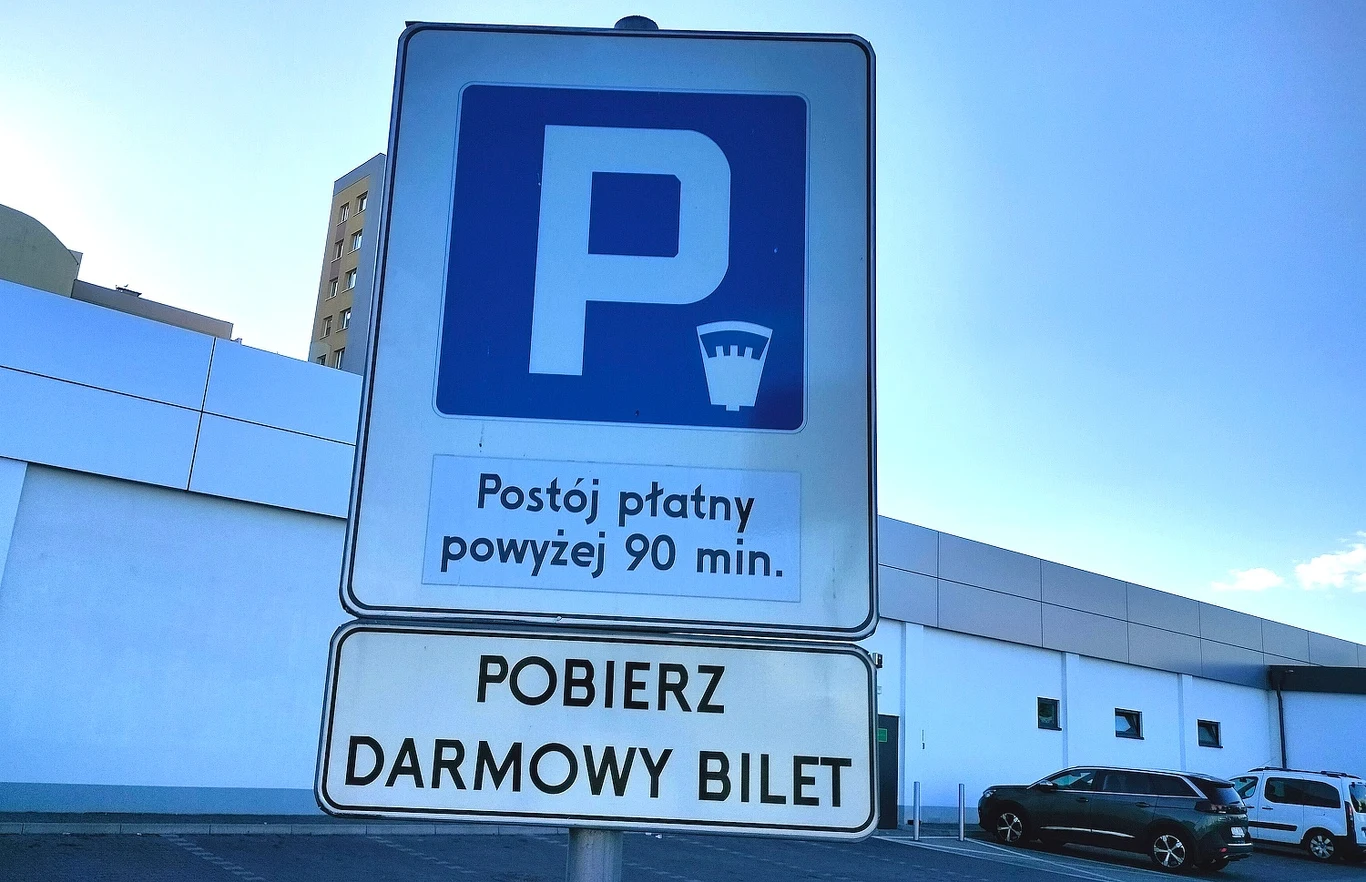 P
Postój płatny
powyżej 90 min.
POBIERZ
DARMOWY BILET